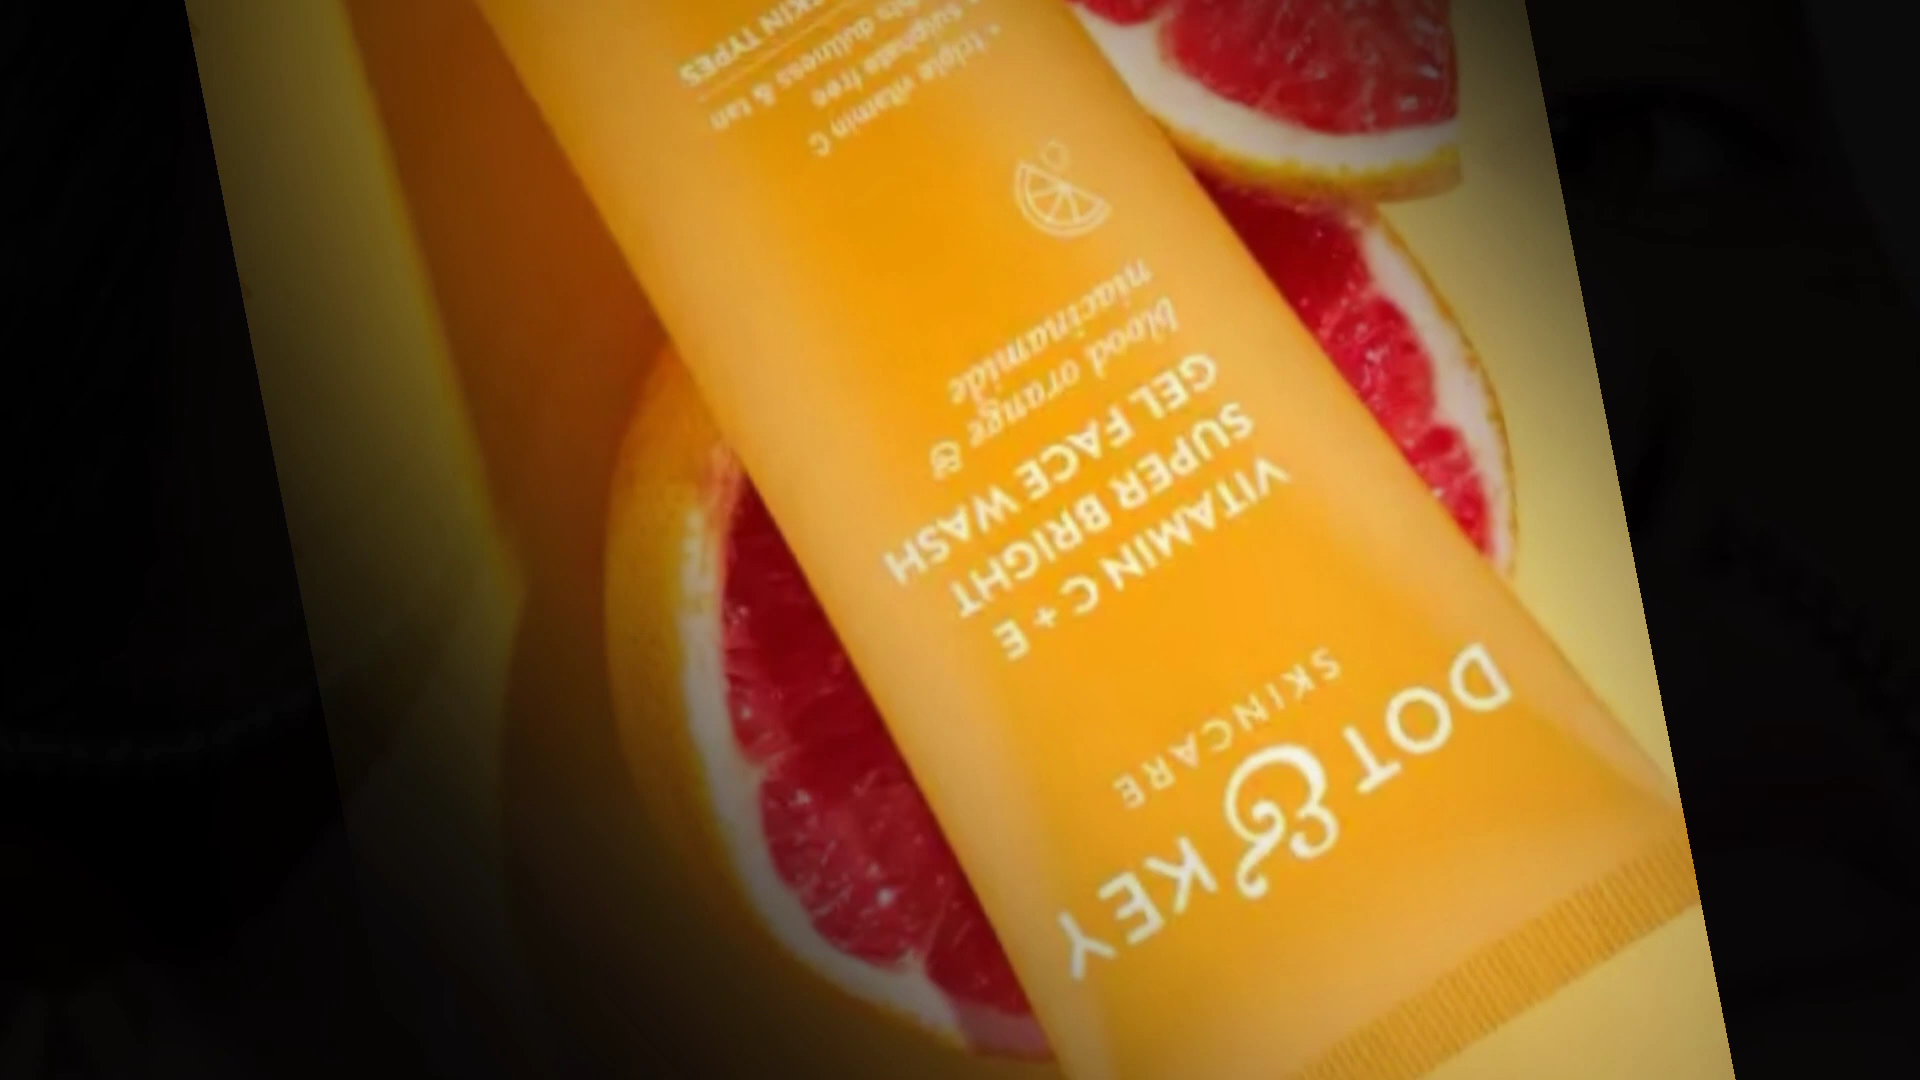 DOT & KEY
SKINCARE
VITAMIN C + E
SUPER BRIGHT
GEL FACE WASH
blood orange &
niacinamide
• triple vitamin C
sulphate free
dullness & tan
SKIN TYPES